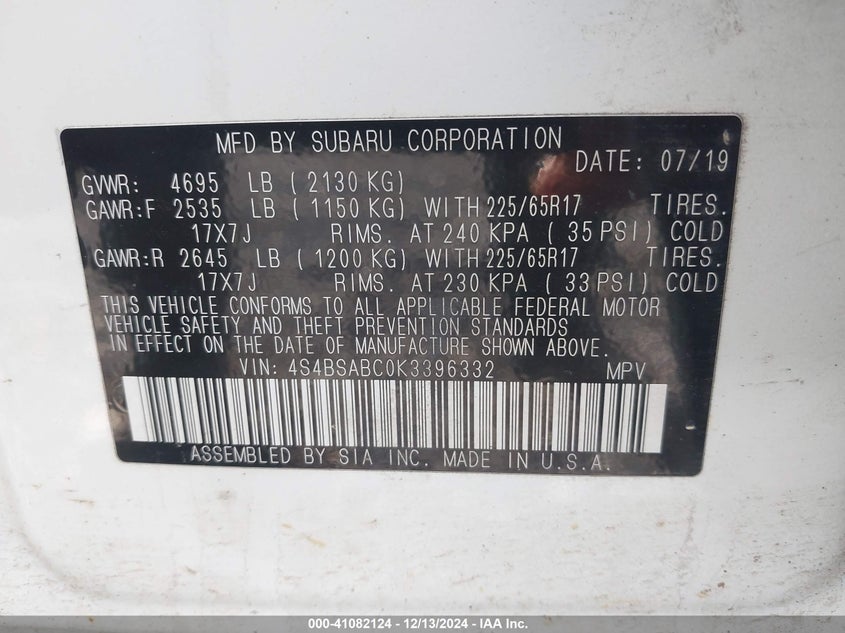 MFD BY SUBARU CORPORATION
DATE: 07/19
GVWR: 4695 LB ( 2130 KG)
GAWR:F 2535 LB ( 1150 KG) WITH 225/65R17 TIRES.
17X7J RIMS. AT 240 KPA ( 35 PSI) COLD
GAWR:R 2645 LB ( 1200 KG) WITH 225/65R17 TIRES.
17X7J RIMS. AT 230 KPA ( 33 PSI) COLD
THIS VEHICLE CONFORMS TO ALL APPLICABLE FEDERAL MOTOR
VEHICLE SAFETY AND THEFT PREVENTION STANDARDS
IN EFFECT ON THE DATE OF MANUFACTURE SHOWN ABOVE.
VIN: 4S4BSABC0K3396332 MPV
ASSEMBLED BY SIA INC. MADE IN U.S.A.
000-41082124 - 12/13/2024 - IAA Inc.